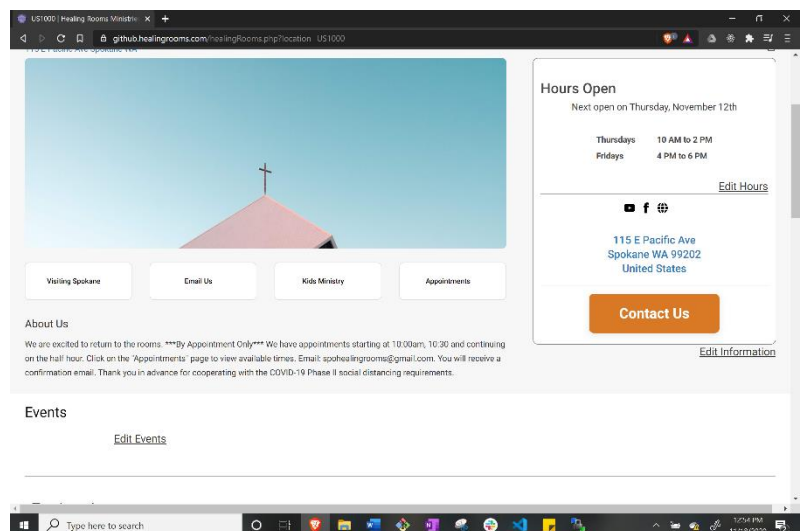 US1000 | Healing Rooms Ministrie
github.healingrooms.com/healingRooms.php?location US1000
115 E Pacific Ave Spokane WA
Hours Open
Next open on Thursday, November 12th
Thursdays 10 AM to 2 PM
Fridays 4 PM to 6 PM
Edit Hours
115 E Pacific Ave
Spokane WA 99202
United States
Contact Us
Edit Information
Visiting Spokane
Email Us
Kids Ministry
Appointments
About Us
We are excited to return to the rooms. ***By Appointment Only*** We have appointments starting at 10:00am, 10:30 and continuing
on the half hour. Click on the "Appointments" page to view available times. Email: spohealingrooms@gmail.com. You will receive a
confirmation email. Thank you in advance for cooperating with the COVID-19 Phase II social distancing requirements.
Events
Edit Events
Type here to search
12:54 PM